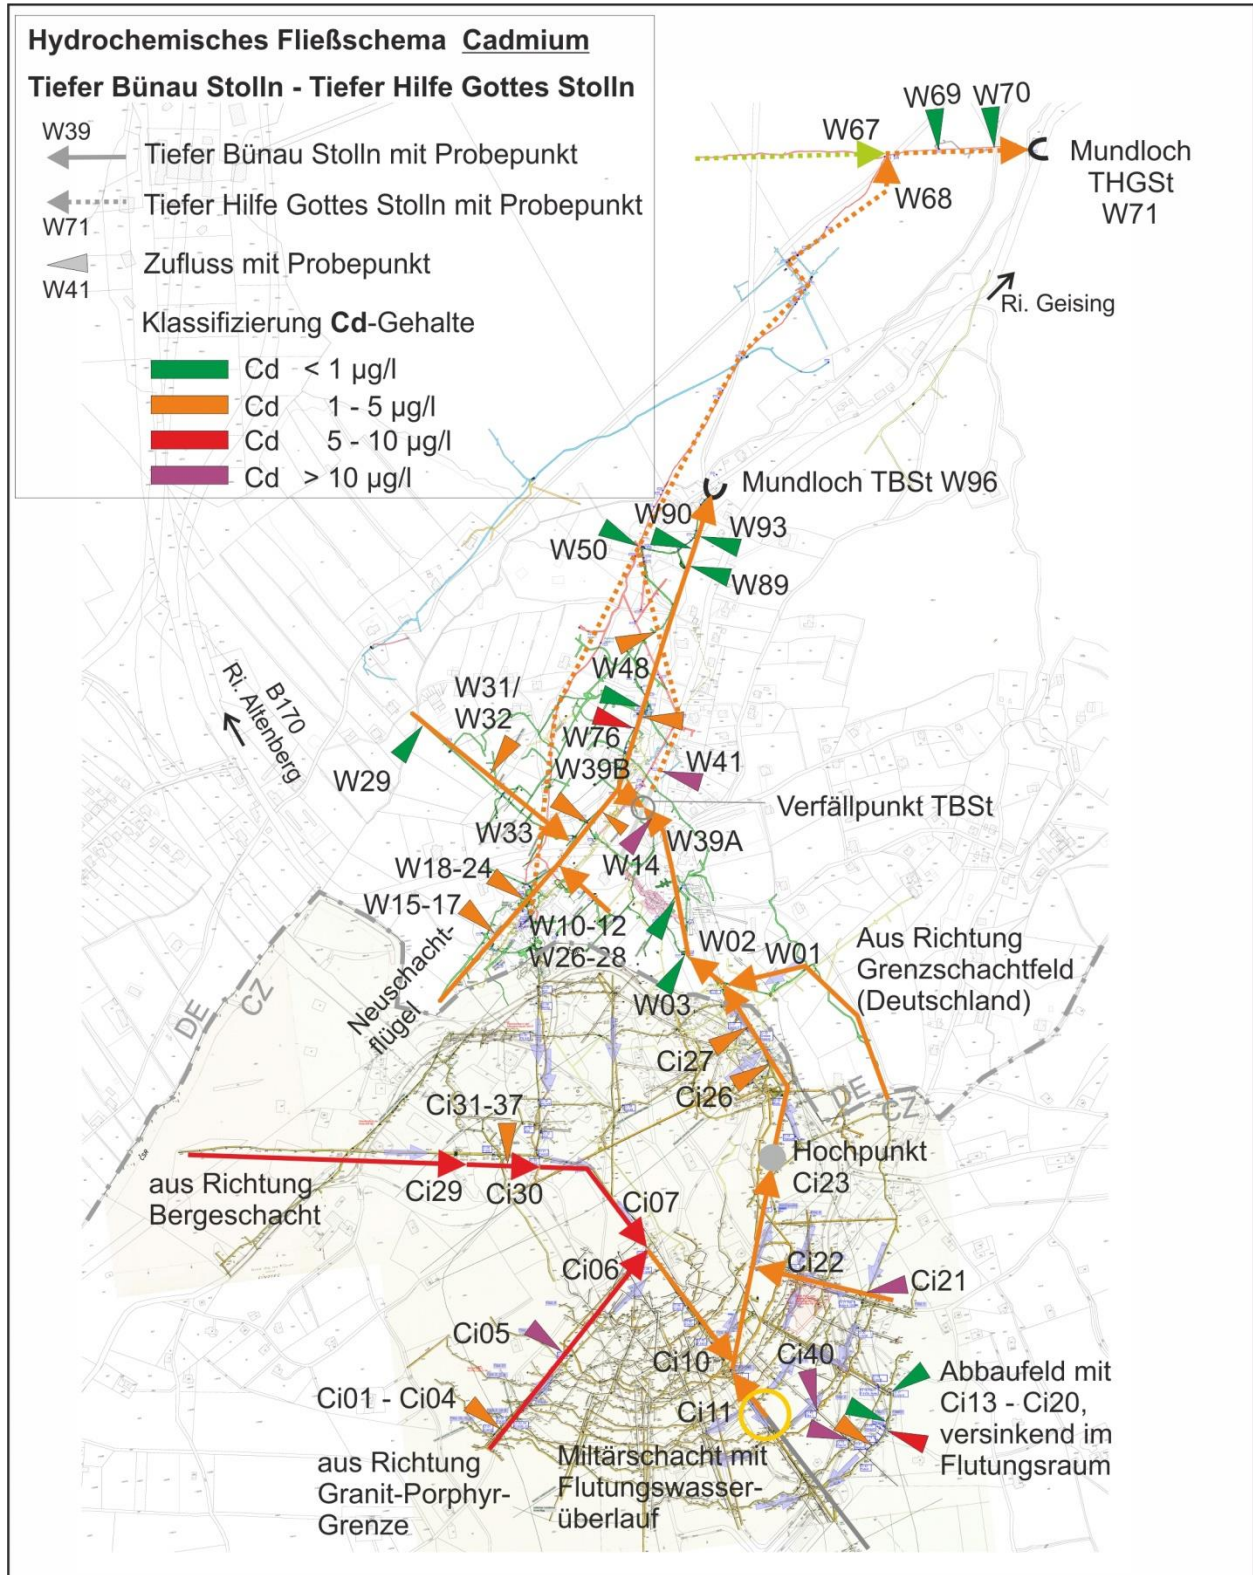 Hydrochemisches Fließschema Cadmium
Tiefer Bünau Stolln - Tiefer Hilfe Gottes Stolln
W39
Tiefer Bünau Stolln mit Probepunkt
Tiefer Hilfe Gottes Stolln mit Probepunkt
W71
Zufluss mit Probepunkt
W41
Klassifizierung Cd-Gehalte
Cd < 1 µg/l
Cd 1 - 5 µg/l
Cd 5 - 10 µg/l
Cd > 10 µg/l
W69
W70
W67
W68
Mundloch
THGSt
W71
Ri. Geising
Mundloch TBSt W96
W90
W93
W50
W89
W48
W31/
W32
B170
Ri. Altenberg
W29
W76
W39B
W41
Verfällpunkt TBSt
W33
W39A
W14
W18-24
W15-17
W10-12
W26-28
Neuschacht-
flügel
W02
W01
W03
Aus Richtung
Grenzschachtfeld
(Deutschland)
DE
CZ
DE
CZ
Ci27
Ci26
Ci31-37
Hochpunkt
Ci23
Ci29
Ci30
aus Richtung
Bergeschacht
Ci07
Ci06
Ci22
Ci21
Ci05
Ci10
Ci40
Ci01 - Ci04
Ci11
Abbaufeld mit
Ci13 - Ci20,
versinkend im
Flutungsraum
aus Richtung
Granit-Porphyr-
Grenze
Miltärschacht mit
Flutungswasser-
überlauf